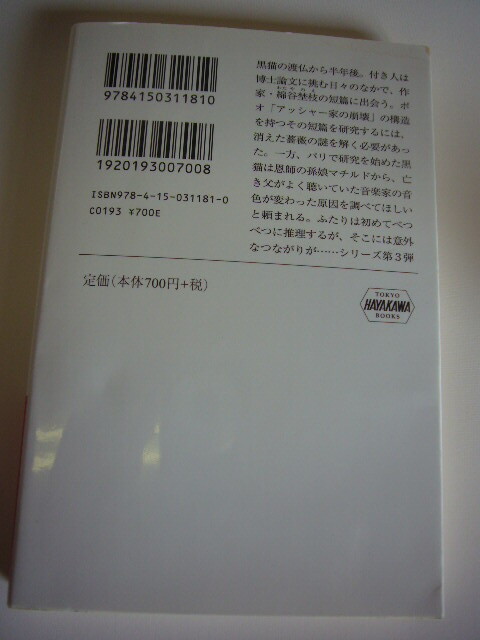 9784150311810
1920193007008
ISBN978-4-15-031181-0
C0193 ¥700E
黒猫の渡仏から半年後。付き人は
博士論文に挑む日々のなかで、作
家・綿谷埜枝の短篇に出会う。ポ
オ「アッシャー家の崩壊」の構造
を持つその短篇を研究するには、
消えた薔薇の謎を解く必要があっ
た。一方、パリで研究を始めた黒
猫は恩師の孫娘マチルドから、亡
き父がよく聴いていた音楽家の音
色が変わった原因を調べてほしい
と頼まれる。ふたりは初めてべつ
べつに推理するが、そこには意外
なつながりが……シリーズ第3弾
定価(本体700円+税)
TOKYO
HAYAKAWA
BOOKS